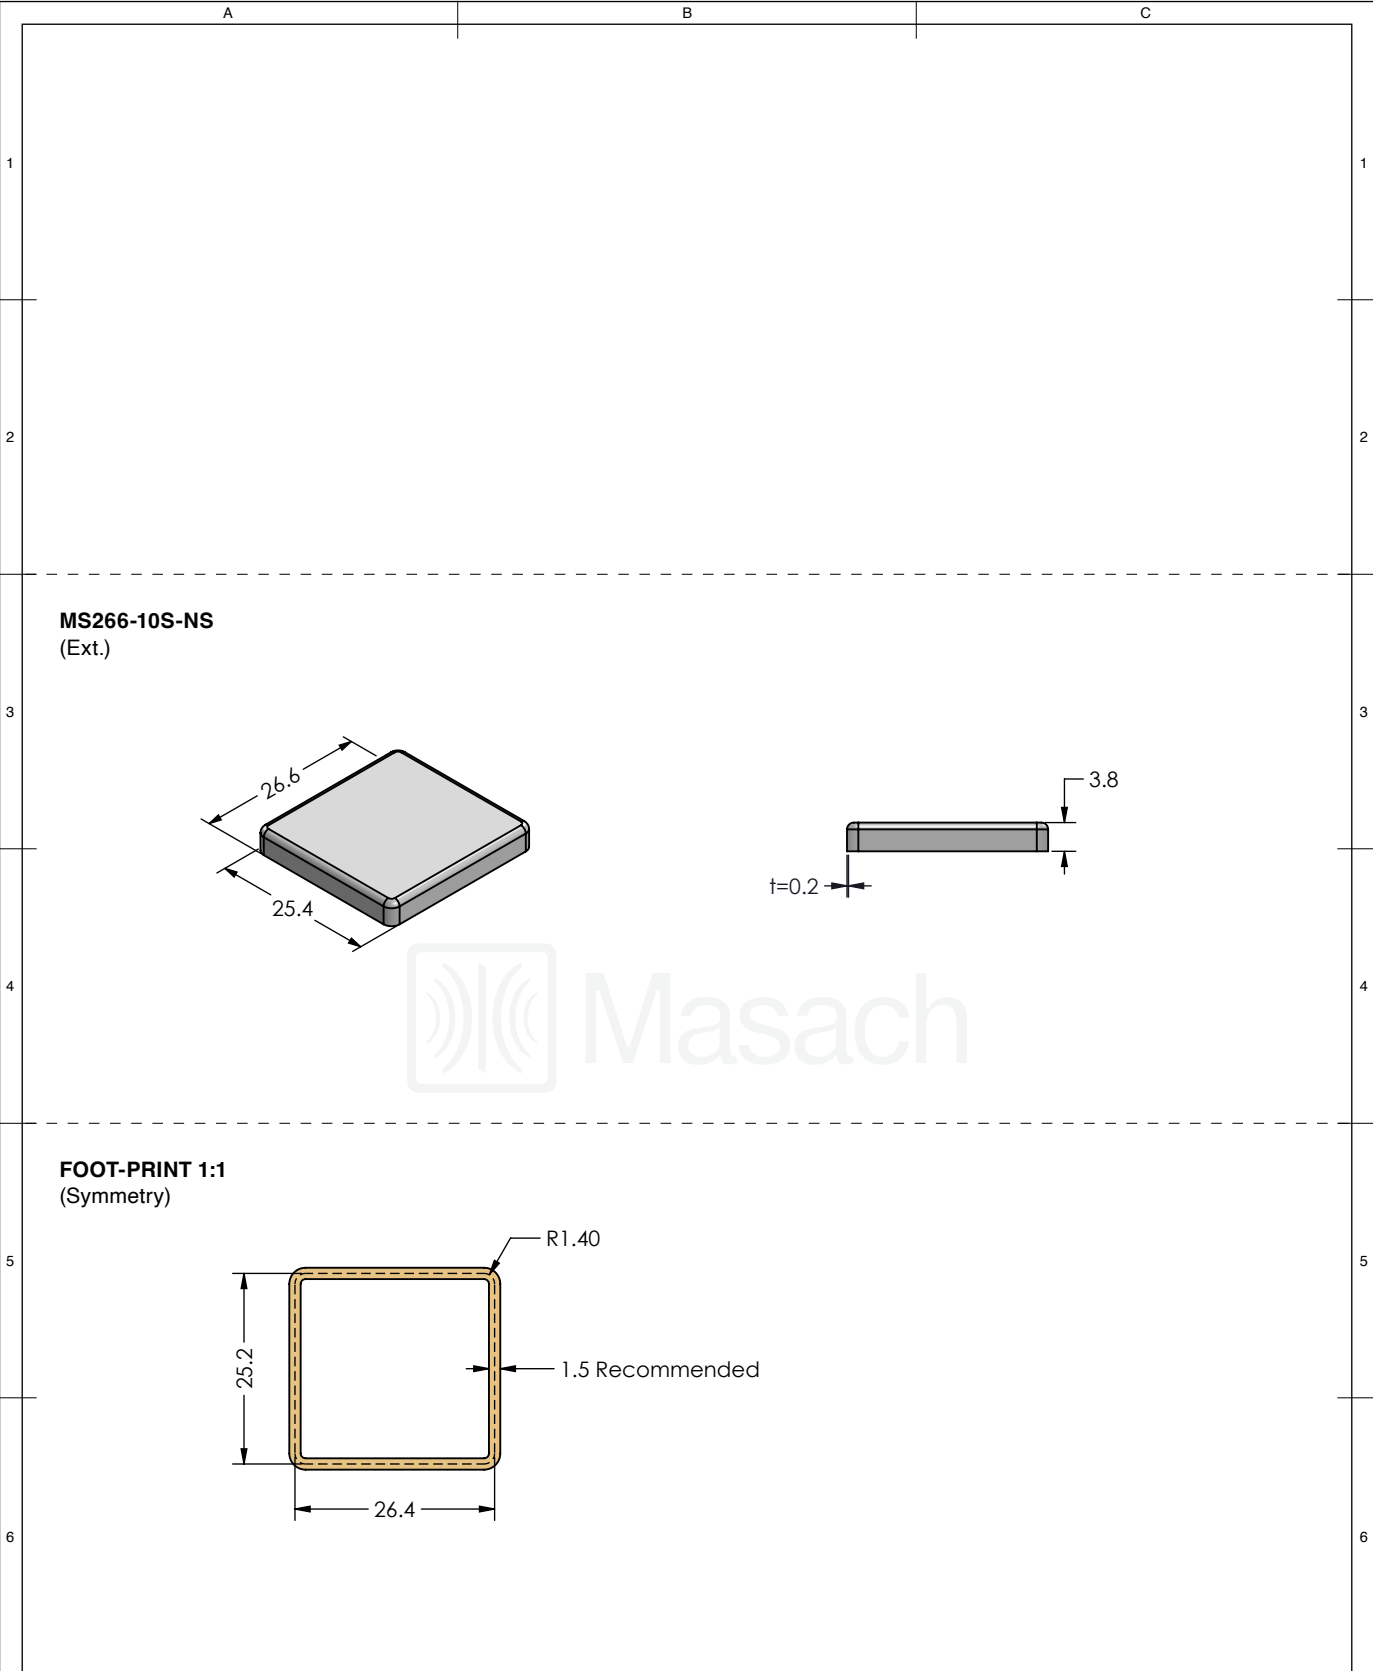 A B C
1 1
2 2
MS266-10S-NS
(Ext.)
3 3
26.6
3.8
t=0.2
25.4
4 4
Masach
FOOT-PRINT 1:1
(Symmetry)
R1.40
5 5
25.2
1.5 Recommended
26.4
6 6